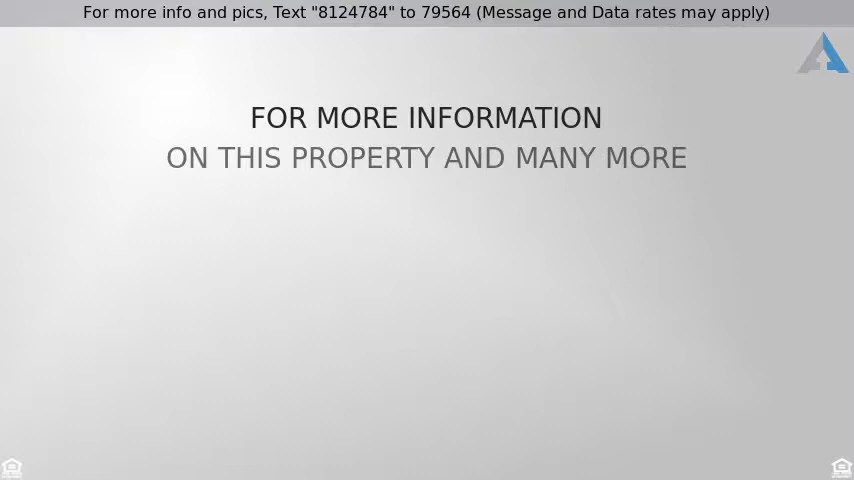 For more info and pics, Text "8124784" to 79564 (Message and Data rates may apply)
FOR MORE INFORMATION
ON THIS PROPERTY AND MANY MORE